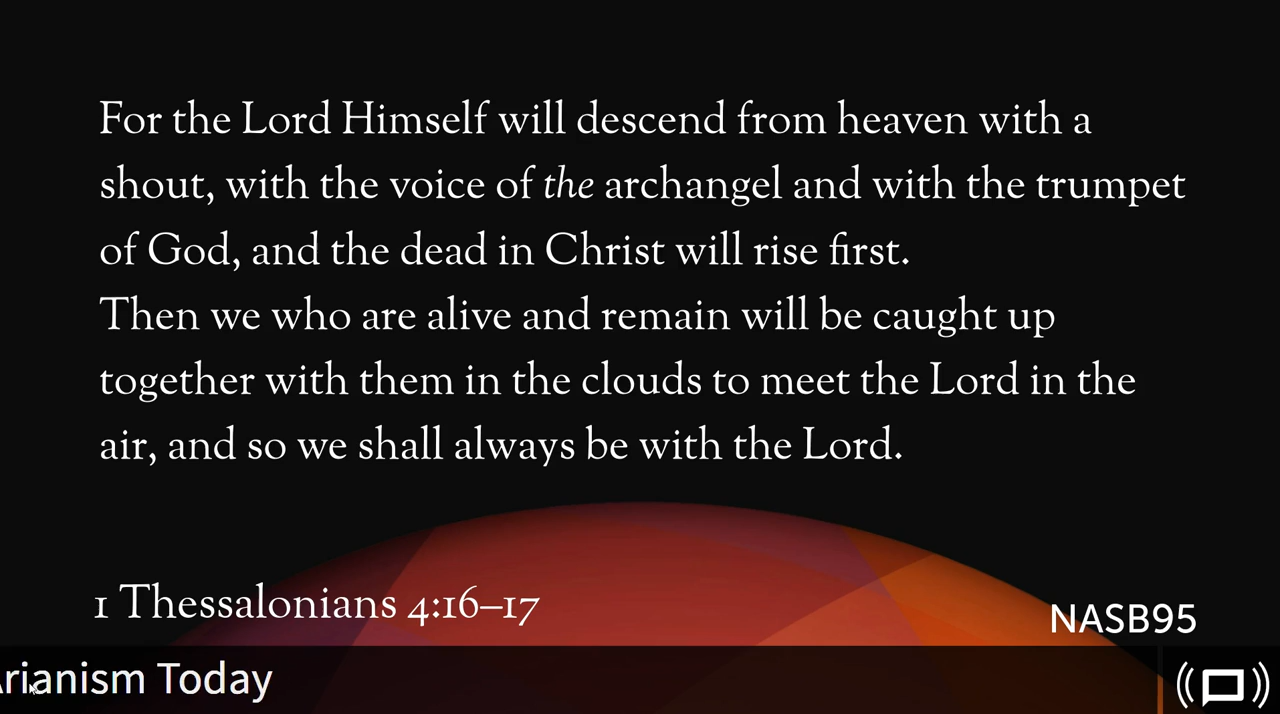 For the Lord Himself will descend from heaven with a
shout, with the voice of the archangel and with the trumpet
of God, and the dead in Christ will rise first.
Then we who are alive and remain will be caught up
together with them in the clouds to meet the Lord in the
air, and so we shall always be with the Lord.
1 Thessalonians 4:16–17
NASB95
Arianism Today